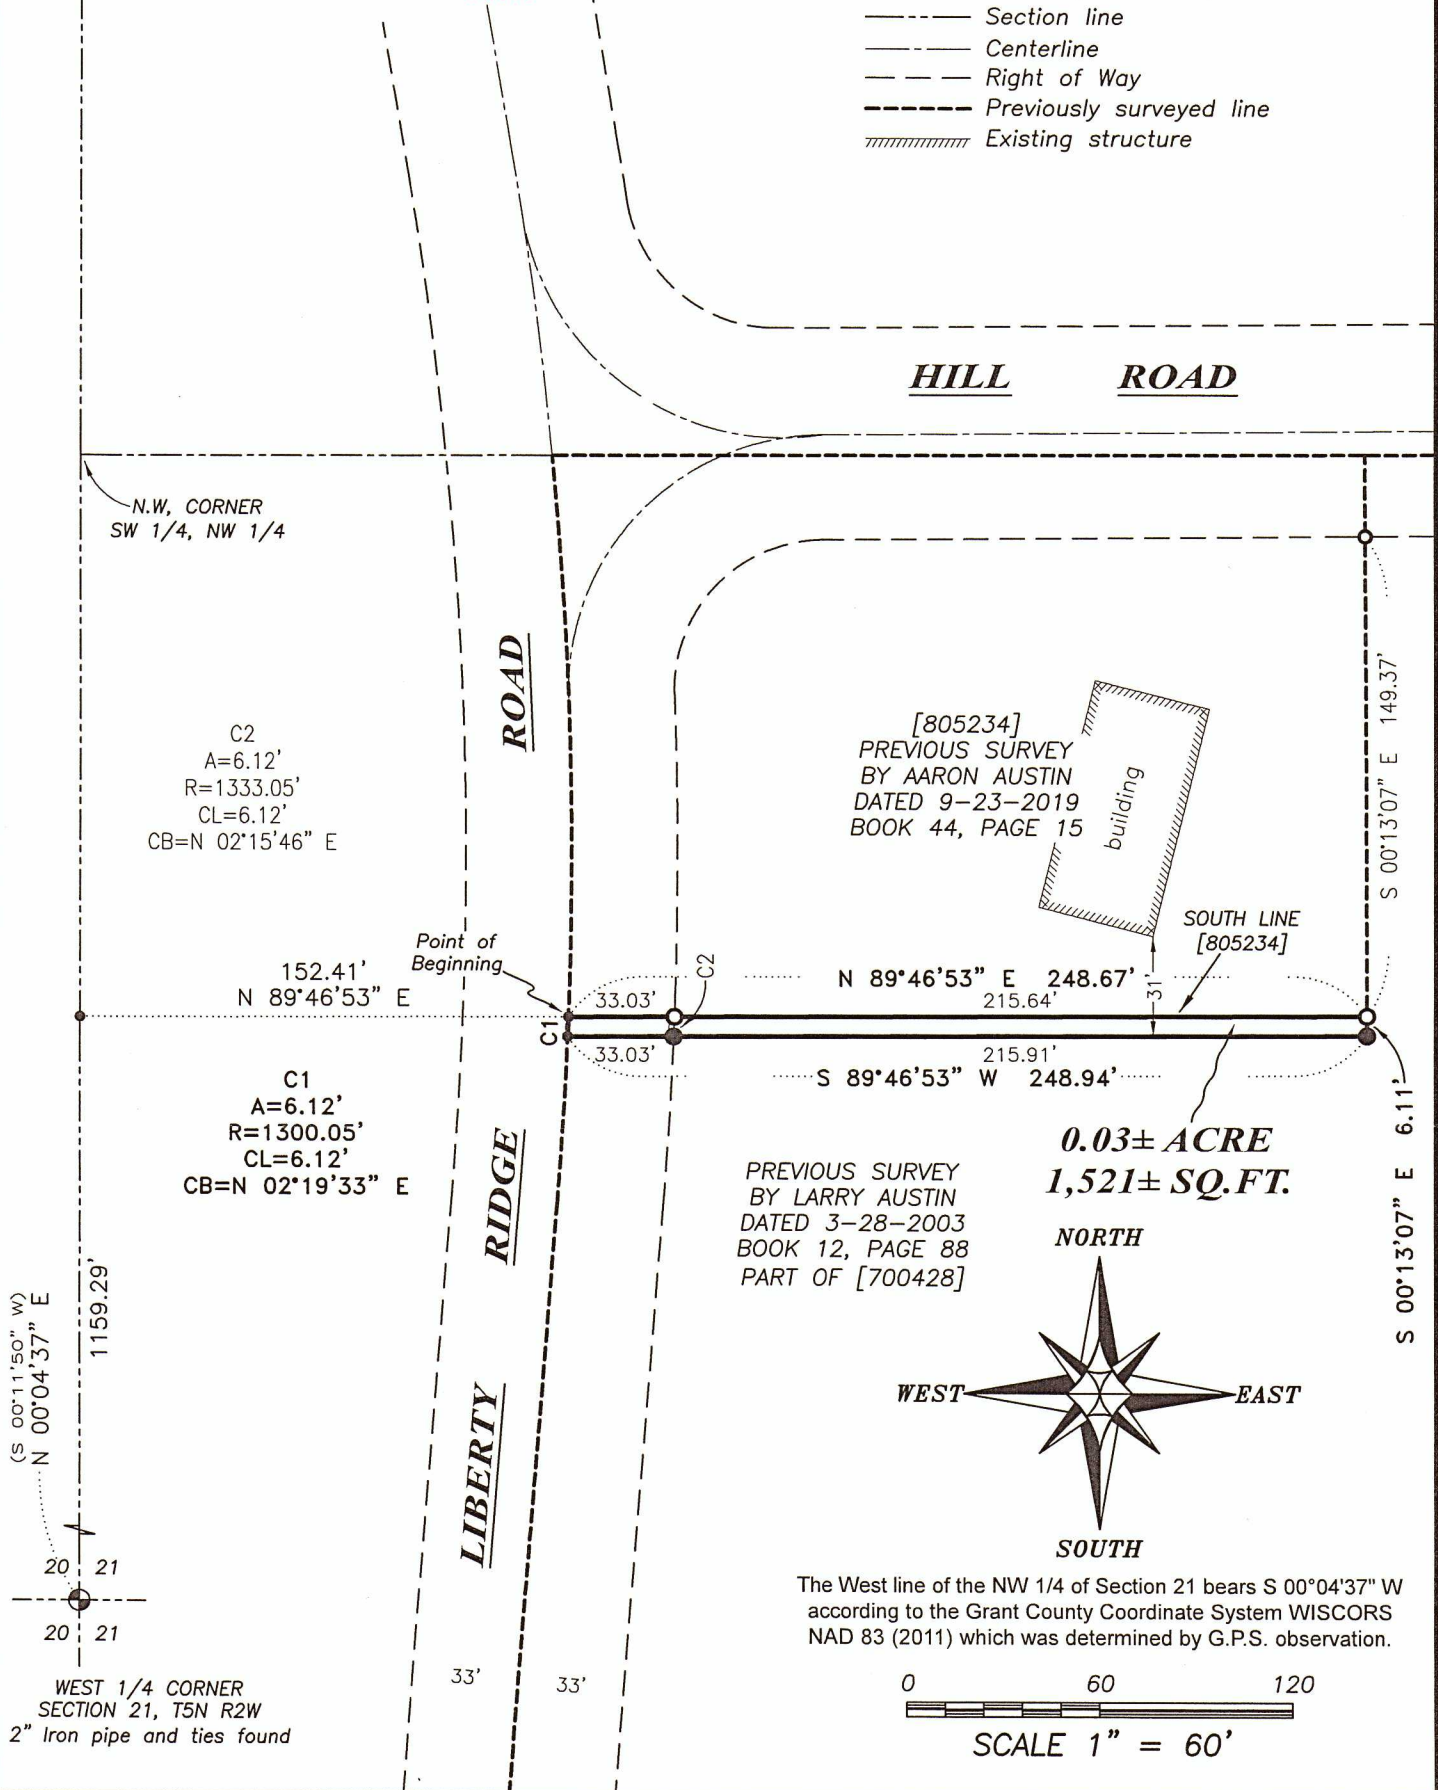 Section line
Centerline
Right of Way
Previously surveyed line
Existing structure
HILL ROAD
N.W, CORNER
SW 1/4, NW 1/4
ROAD
C2
A=6.12'
R=1333.05'
CL=6.12'
CB=N 02°15'46" E
[805234]
PREVIOUS SURVEY
BY AARON AUSTIN
DATED 9-23-2019
BOOK 44, PAGE 15
building
S 00°13'07" E 149.37'
SOUTH LINE
[805234]
Point of
Beginning
152.41'
N 89°46'53" E
C2
N 89°46'53" E 248.67'
33.03'
215.64'
31'
C1
33.03'
215.91'
S 89°46'53" W 248.94'
C1
A=6.12'
R=1300.05'
CL=6.12'
CB=N 02°19'33" E
0.03± ACRE
1,521± SQ.FT.
S 00°13'07" E 6.11'
PREVIOUS SURVEY
BY LARRY AUSTIN
DATED 3-28-2003
BOOK 12, PAGE 88
PART OF [700428]
RIDGE
LIBERTY
NORTH
WEST
EAST
SOUTH
1159.29'
(S 00°11'50" W)
N 00°04'37" E
20 21
20 21
WEST 1/4 CORNER
SECTION 21, T5N R2W
2" Iron pipe and ties found
33'
33'
The West line of the NW 1/4 of Section 21 bears S 00°04'37" W
according to the Grant County Coordinate System WISCORS
NAD 83 (2011) which was determined by G.P.S. observation.
0 60 120
SCALE 1" = 60'